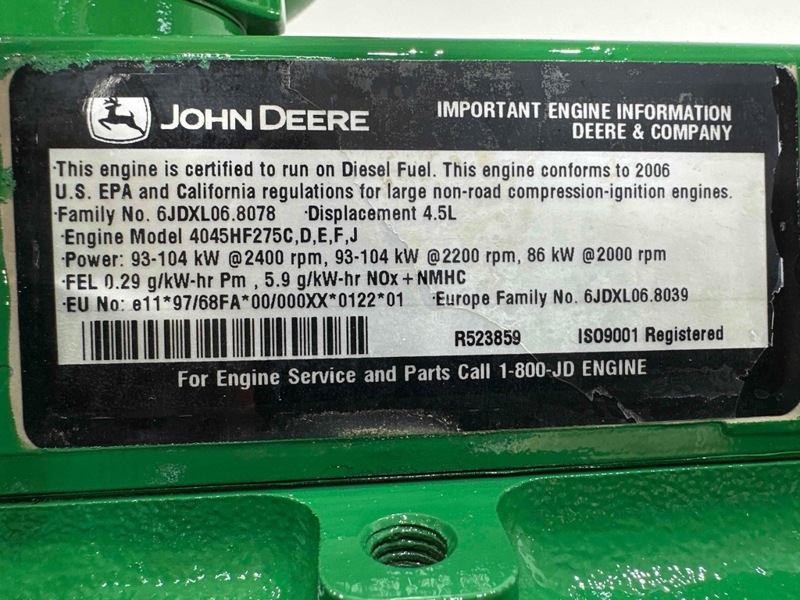 JOHN DEERE
IMPORTANT ENGINE INFORMATION
DEERE & COMPANY
·This engine is certified to run on Diesel Fuel. This engine conforms to 2006
U.S. EPA and California regulations for large non-road compression-ignition engines.
·Family No. 6JDXL06.8078 ·Displacement 4.5L
·Engine Model 4045HF275C,D,E,F,J
·Power: 93-104 kW @2400 rpm, 93-104 kW @2200 rpm, 86 kW @2000 rpm
·FEL 0.29 g/kW-hr Pm , 5.9 g/kW-hr NOx+NMHC
·EU No: e11*97/68FA*00/000XX*0122*01 ·Europe Family No. 6JDXL06.8039
R523859 ISO9001 Registered
For Engine Service and Parts Call 1-800-JD ENGINE